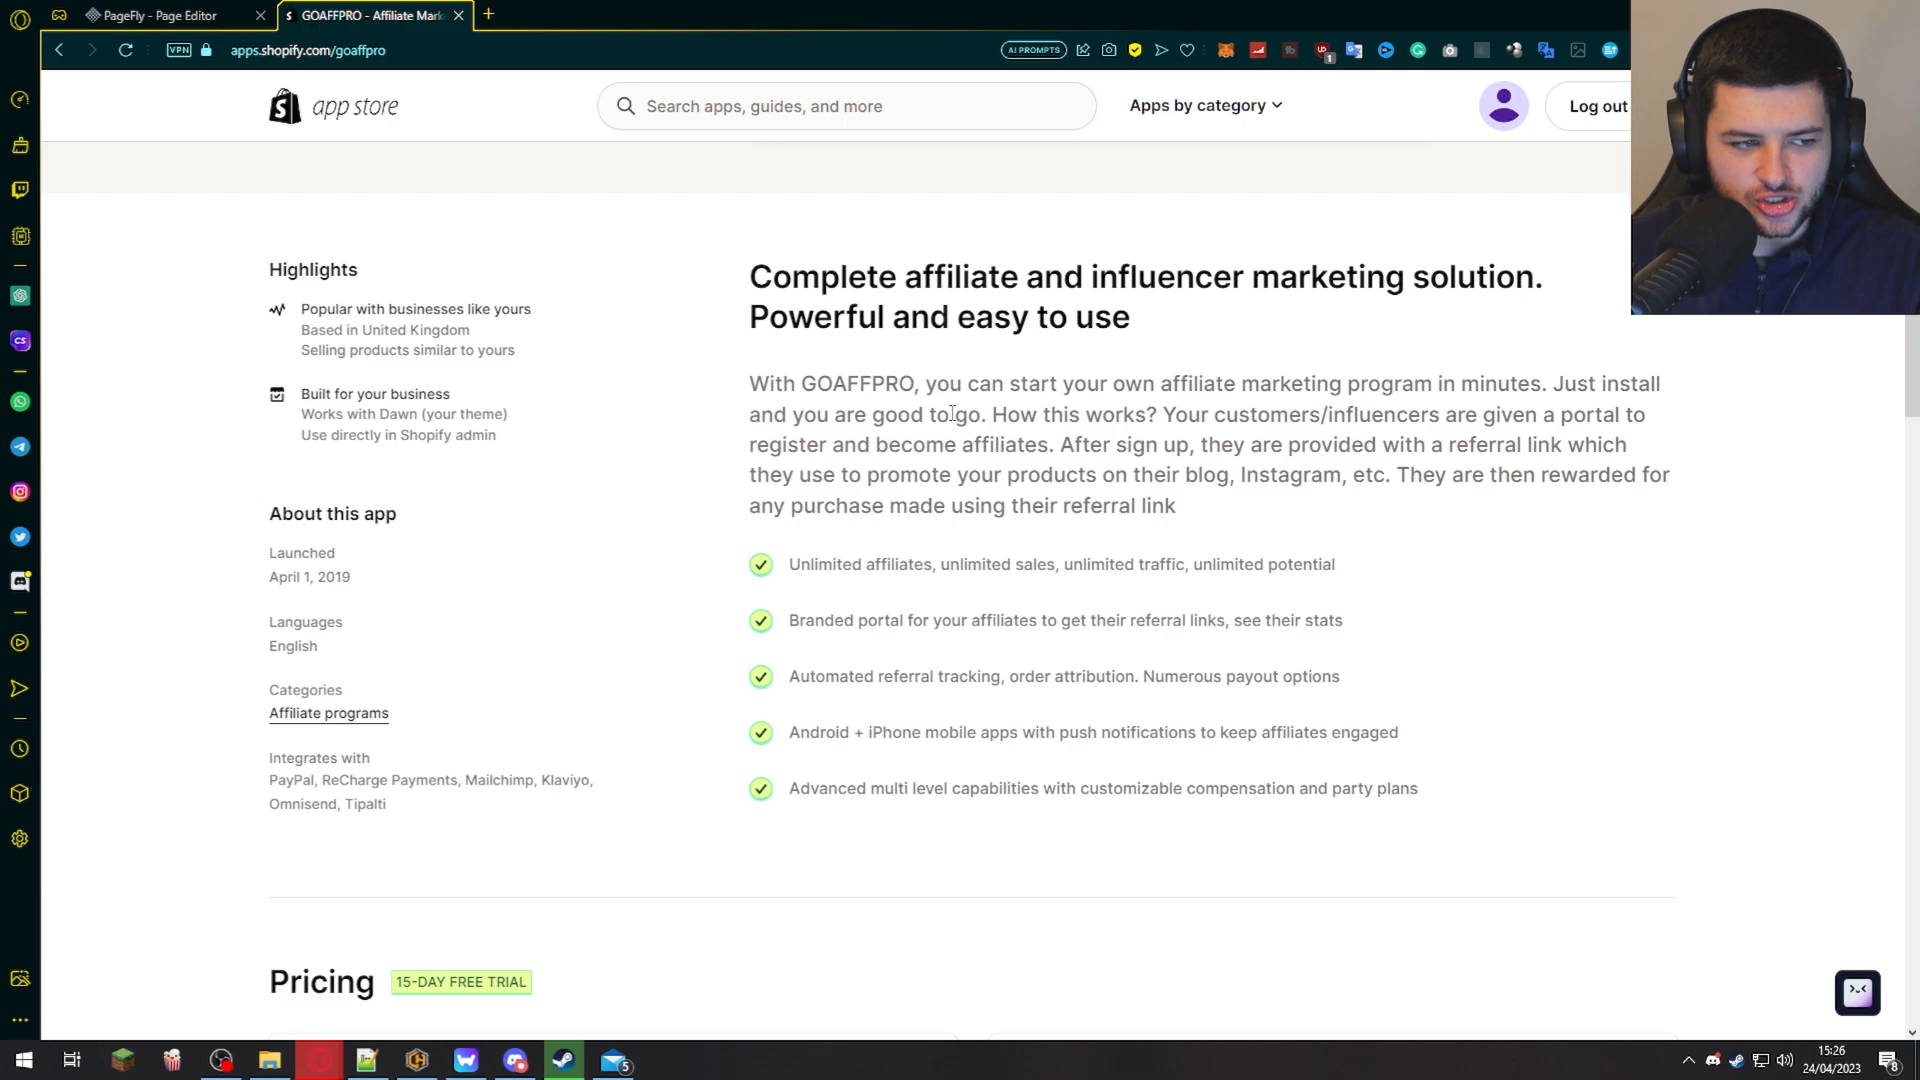 PageFly - Page Editor
GOAFFPRO - Affiliate Mark
VPN
apps.shopify.com/goaffpro
AI PROMPTS
app store
Search apps, guides, and more
Apps by category
Log out
Highlights
Popular with businesses like yours
Based in United Kingdom
Selling products similar to yours
Built for your business
Works with Dawn (your theme)
Use directly in Shopify admin
About this app
Launched
April 1, 2019
Languages
English
Categories
Affiliate programs
Integrates with
PayPal, ReCharge Payments, Mailchimp, Klaviyo,
Omnisend, Tipalti
Complete affiliate and influencer marketing solution.
Powerful and easy to use
With GOAFFPRO, you can start your own affiliate marketing program in minutes. Just install
and you are good to go. How this works? Your customers/influencers are given a portal to
register and become affiliates. After sign up, they are provided with a referral link which
they use to promote your products on their blog, Instagram, etc. They are then rewarded for
any purchase made using their referral link
Unlimited affiliates, unlimited sales, unlimited traffic, unlimited potential
Branded portal for your affiliates to get their referral links, see their stats
Automated referral tracking, order attribution. Numerous payout options
Android + iPhone mobile apps with push notifications to keep affiliates engaged
Advanced multi level capabilities with customizable compensation and party plans
Pricing
15-DAY FREE TRIAL
CS
1
5
15:26
24/04/2023
8